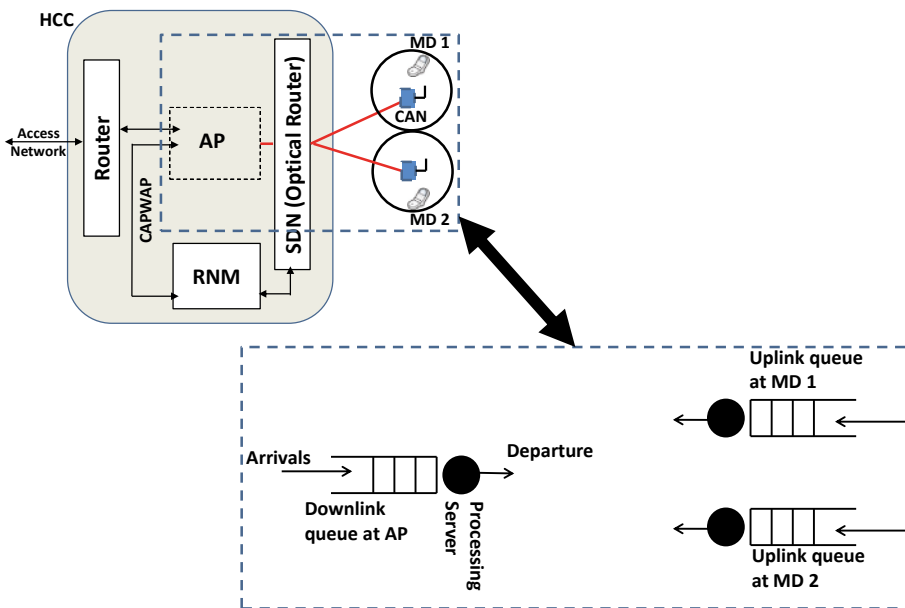 HCC
MD 1
CAN
AP
Router
Access
Network
CAPWAP
SDN (Optical Router)
MD 2
RNM
Uplink queue
at MD 1
Arrivals
Departure
Downlink
queue at AP
Processing
Server
Uplink queue
at MD 2